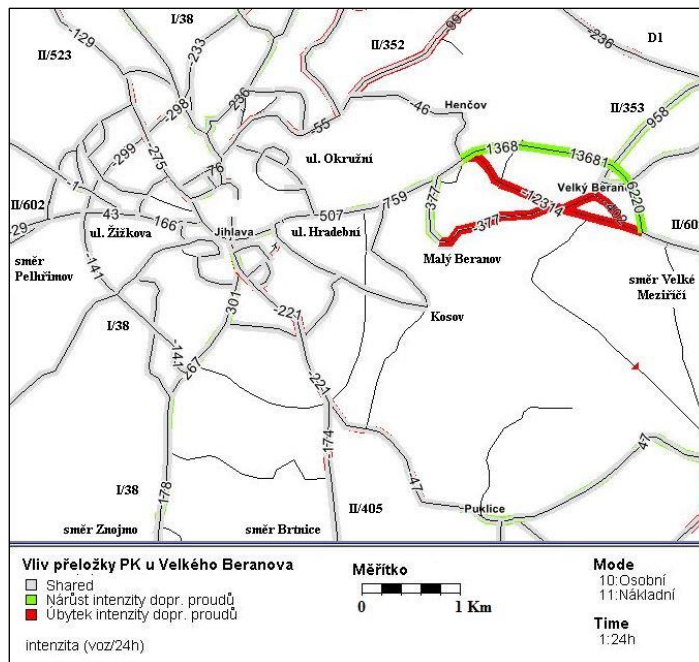 I/38
II/523
-129
-233
II/352
-99
-236
D1
II/353
-298
236
-46
Henčov
958
-299
-55
1368
13681
-275
76
ul. Okružní
377
759
Velký Beran
6220
II/602
-1
-12314
43
166
507
-377
-29
ul. Žižkova
Jihlava
ul. Hradební
II/602
směr
Pelhřimov
-141
Malý Beranov
směr Velké
Meziříčí
301
-221
Kosov
I/38
-141
267
-221
-174
47
I/38
-178
-47
Puklice
II/405
směr Znojmo
směr Brtnice
Vliv přeložky PK u Velkého Beranova
Shared
Nárůst intenzity dopr. proudů
Úbytek intenzity dopr. proudů
intenzita (voz/24h)
Měřítko
0 1 Km
Mode
10:Osobní
11:Nákladní
Time
1:24h